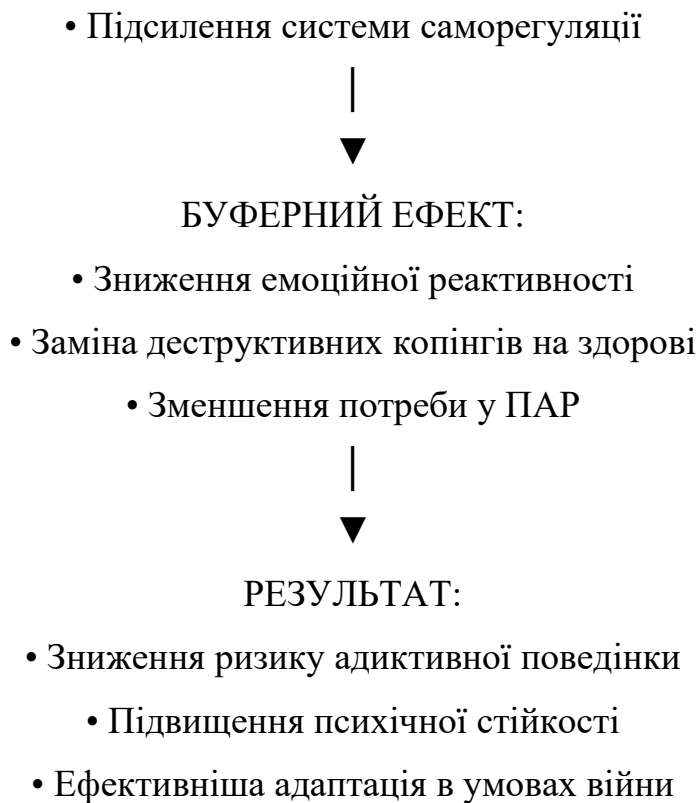 • Підсилення системи саморегуляції
БУФЕРНИЙ ЕФЕКТ:
• Зниження емоційної реактивності
• Заміна деструктивних копінгів на здорові
• Зменшення потреби у ПАР
РЕЗУЛЬТАТ:
• Зниження ризику адиктивної поведінки
• Підвищення психічної стійкості
• Ефективніша адаптація в умовах війни